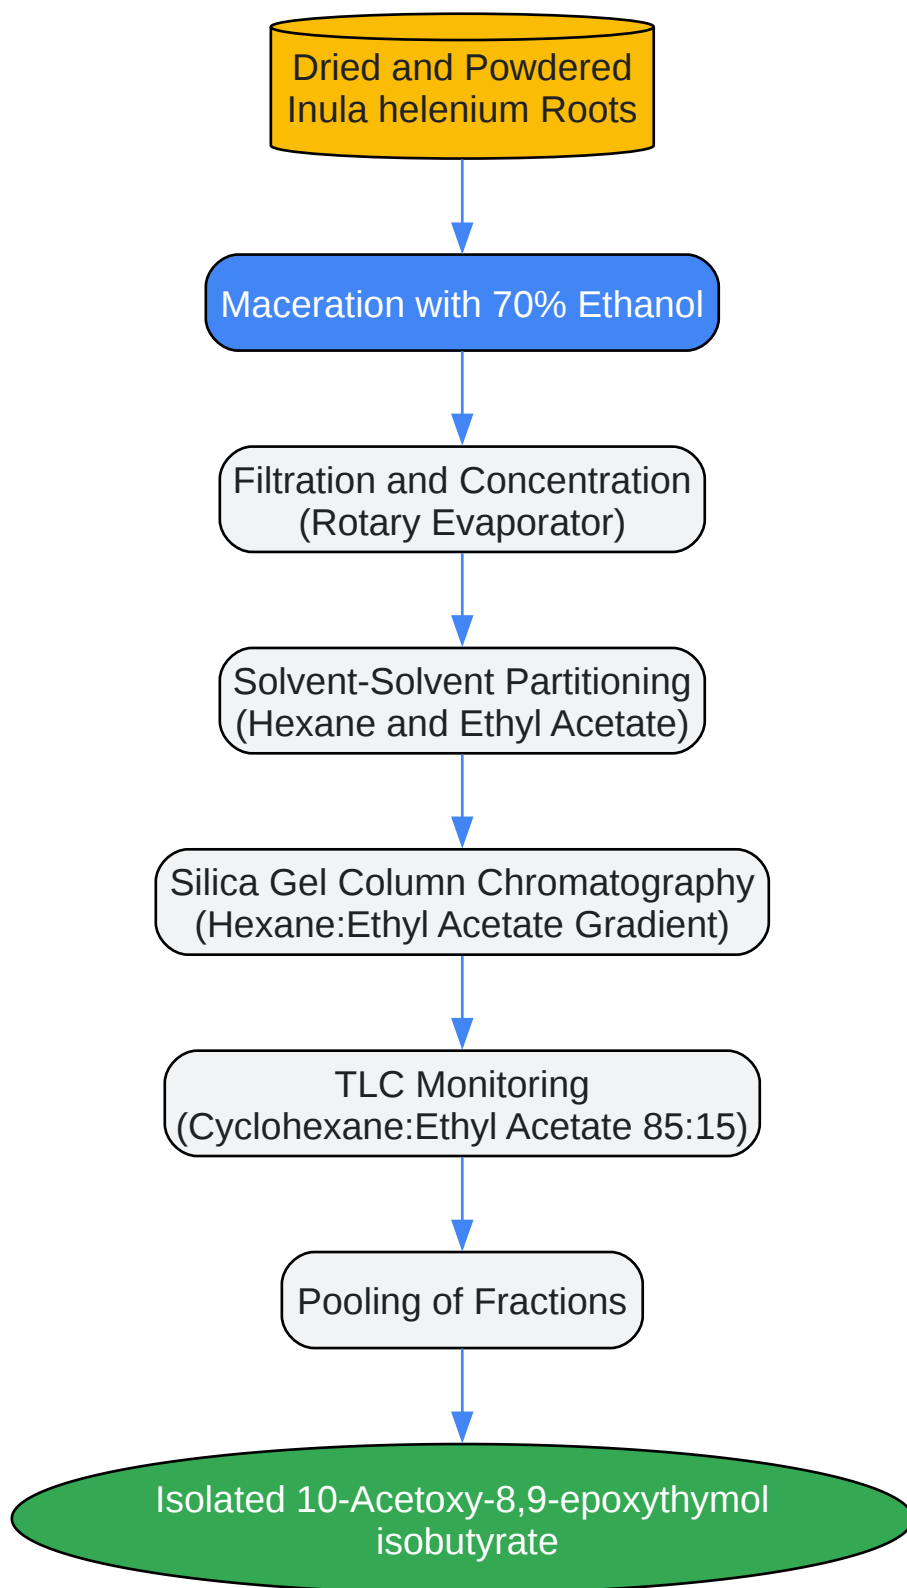 Dried and Powdered
Inula helenium Roots
Maceration with 70% Ethanol
Filtration and Concentration
(Rotary Evaporator)
Solvent-Solvent Partitioning
(Hexane and Ethyl Acetate)
Silica Gel Column Chromatography
(Hexane:Ethyl Acetate Gradient)
TLC Monitoring
(Cyclohexane:Ethyl Acetate 85:15)
Pooling of Fractions
Isolated 10-Acetoxy-8,9-epoxythymol
isobutyrate